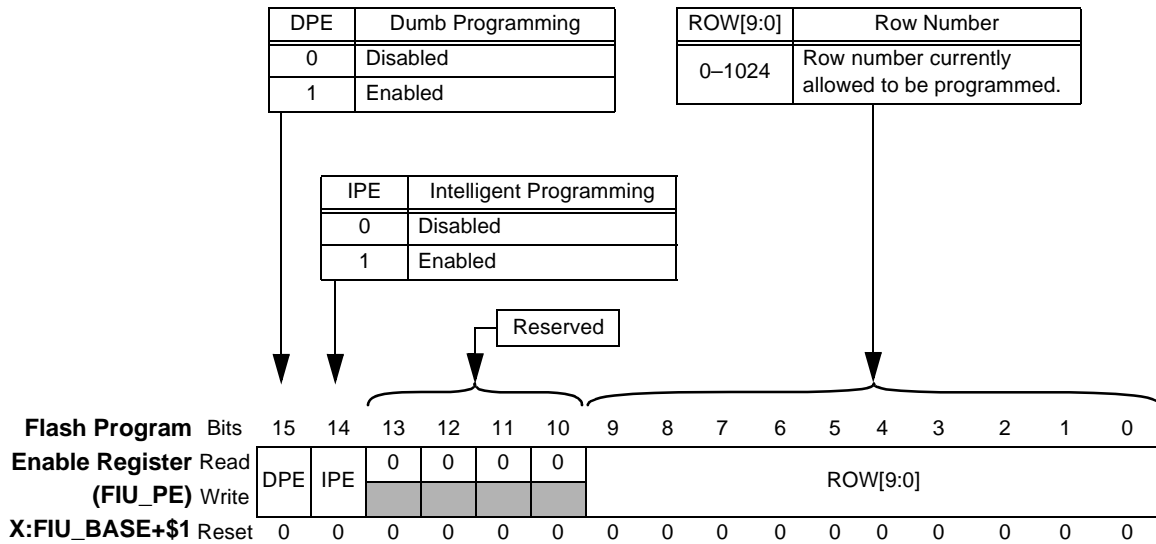 DPE Dumb Programming
0 Disabled
1 Enabled
ROW[9:0] Row Number
0–1024 Row number currently
allowed to be programmed.
IPE Intelligent Programming
0 Disabled
1 Enabled
Reserved
Flash Program Bits 15 14 13 12 11 10 9 8 7 6 5 4 3 2 1 0
Enable Register Read DPE IPE 0 0 0 0 ROW[9:0]
(FIU_PE) Write
X:FIU_BASE+$1 Reset 0 0 0 0 0 0 0 0 0 0 0 0 0 0 0 0